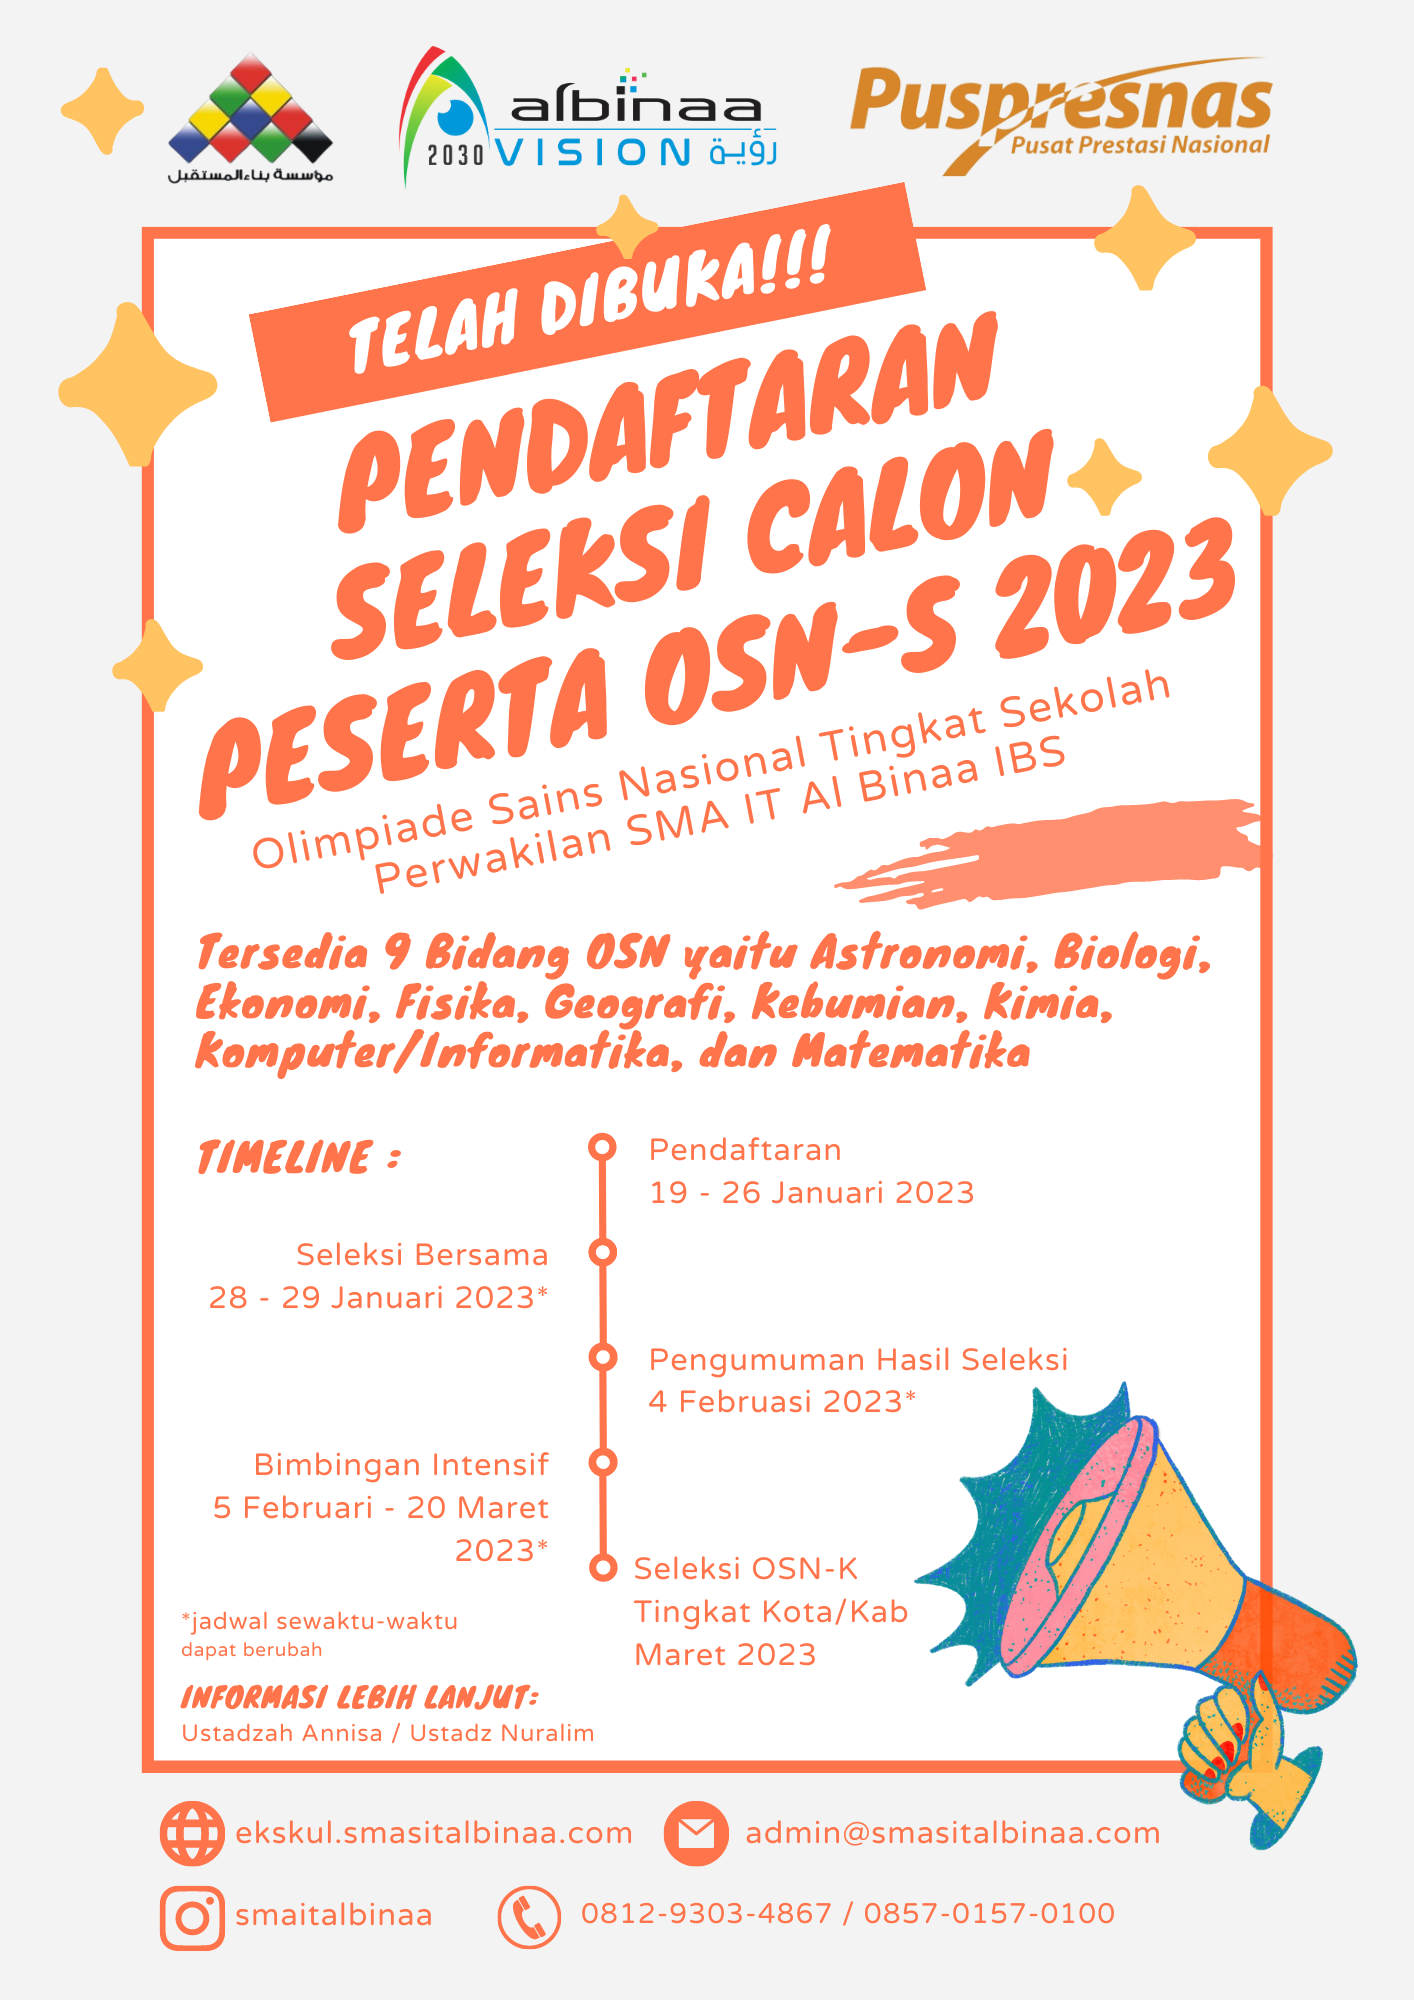 مؤسسة بناءالمستقبل
albinaa
2030 VISION رؤية
Puspresnas
Pusat Prestasi Nasional
TELAH DIBUKA!!!
PENDAFTARAN
SELEKSI CALON
PESERTA OSN-S 2023
Olimpiade Sains Nasional Tingkat Sekolah
Perwakilan SMA IT Al Binaa IBS
Tersedia 9 Bidang OSN yaitu Astronomi, Biologi,
Ekonomi, Fisika, Geografi, Kebumian, Kimia,
Komputer/Informatika, dan Matematika
TIMELINE :
Pendaftaran
19 - 26 Januari 2023
Seleksi Bersama
28 - 29 Januari 2023*
Pengumuman Hasil Seleksi
4 Februasi 2023*
Bimbingan Intensif
5 Februari - 20 Maret
2023*
Seleksi OSN-K
Tingkat Kota/Kab
Maret 2023
*jadwal sewaktu-waktu
dapat berubah
INFORMASI LEBIH LANJUT:
Ustadzah Annisa / Ustadz Nuralim
ekskul.smasitalbinaa.com
admin@smasitalbinaa.com
smaitalbinaa
0812-9303-4867 / 0857-0157-0100